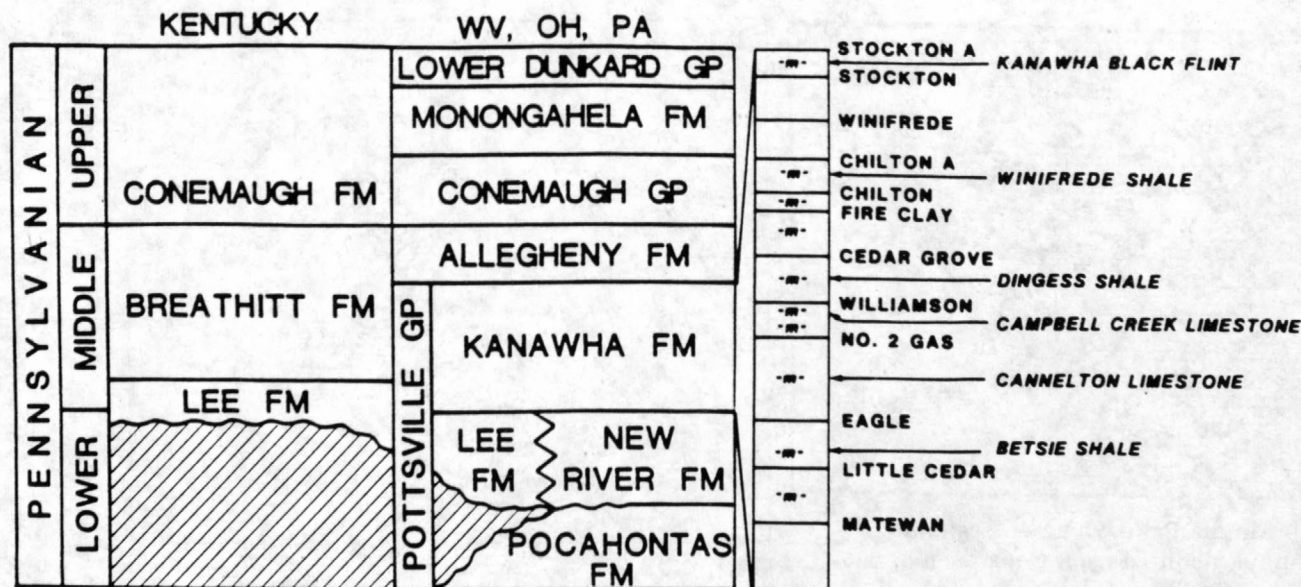 KENTUCKY
WV, OH, PA
PENNSYLVANIAN
UPPER
MIDDLE
LOWER
CONEMAUGH FM
BREATHITT FM
LEE FM
LOWER DUNKARD GP
MONONGAHELA FM
CONEMAUGH GP
ALLEGHENY FM
POTTSVILLE GP
KANAWHA FM
LEE
FM
NEW
RIVER FM
POCAHONTAS
FM
STOCKTON A
-m-
KANAWHA BLACK FLINT
STOCKTON
WINIFREDE
CHILTON A
-m-
WINIFREDE SHALE
CHILTON
-m-
FIRE CLAY
-m-
CEDAR GROVE
-m-
DINGESS SHALE
WILLIAMSON
-m-
CAMPBELL CREEK LIMESTONE
-m-
NO. 2 GAS
-m-
CANNELTON LIMESTONE
EAGLE
-m-
BETSIE SHALE
LITTLE CEDAR
-m-
MATEWAN